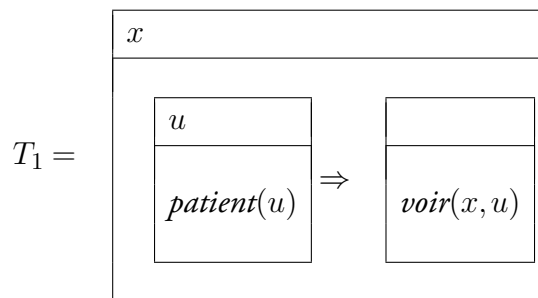 x
u
T₁ =
patient(u) ⇒ voir(x, u)